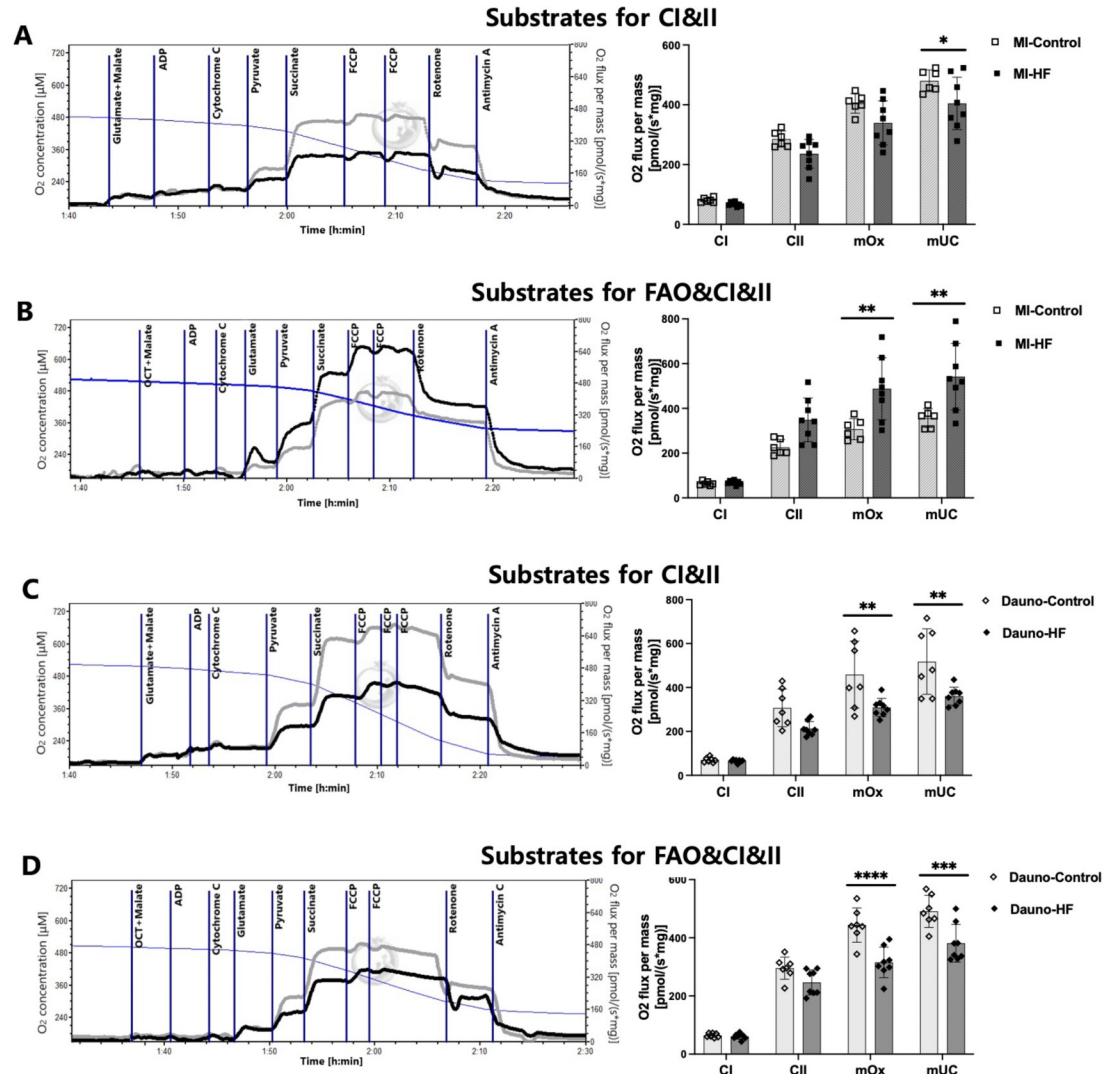 A
Substrates for CI&II
O2 concentration [µM]
720
600
480
360
240
Glutamate+Malate
ADP
Cytochrome C
Pyruvate
Succinate
FCCP
FCCP
Rotenone
Antimycin A
800
640
480
320
160
0
O2 flux per mass [pmol/(s*mg)]
1:40
1:50
2:00
2:10
2:20
Time [h:min]
O2 flux per mass
[pmol/(s*mg)]
600
400
200
0
CI
CII
mOx
mUC
*
MI-Control
MI-HF
B
Substrates for FAO&CI&II
O2 concentration [µM]
720
600
480
360
240
OCT+Malate
ADP
Cytochrome C
Glutamate
Pyruvate
Succinate
FCCP
FCCP
Rotenone
Antimycin A
800
640
480
320
160
0
O2 flux per mass [pmol/(s*mg)]
1:40
1:50
2:00
2:10
2:20
Time [h:min]
O2 flux per mass
[pmol/(s*mg)]
800
600
400
200
0
CI
CII
mOx
mUC
**
**
MI-Control
MI-HF
C
Substrates for CI&II
O2 concentration [µM]
720
600
480
360
240
Glutamate+Malate
ADP
Cytochrome C
Pyruvate
Succinate
FCCP
FCCP
FCCP
Rotenone
Antimycin A
800
640
480
320
160
0
O2 flux per mass [pmol/(s*mg)]
1:40
1:50
2:00
2:10
2:20
Time [h:min]
O2 flux per mass
[pmol/(s*mg)]
800
600
400
200
0
CI
CII
mOx
mUC
**
**
Dauno-Control
Dauno-HF
D
Substrates for FAO&CI&II
O2 concentration [µM]
720
600
480
360
240
OCT+Malate
ADP
Cytochrome C
Glutamate
Pyruvate
Succinate
FCCP
FCCP
Rotenone
Antimycin C
800
640
480
320
160
0
O2 flux per mass [pmol/(s*mg)]
1:40
1:50
2:00
2:20
2:30
Time [h:min]
O2 flux per mass
[pmol/(s*mg)]
600
400
200
0
CI
CII
mOx
mUC
****
***
Dauno-Control
Dauno-HF